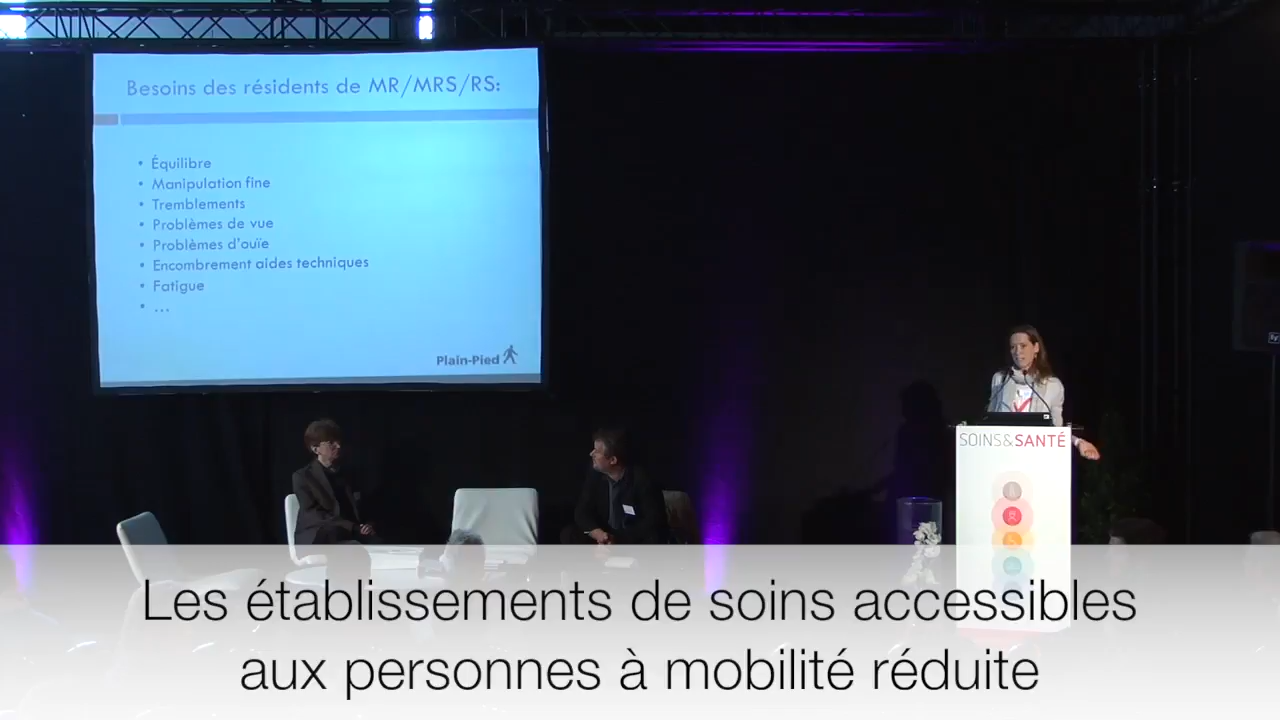 Besoins des résidents de MR/MRS/RS:
• Équilibre
• Manipulation fine
• Tremblements
• Problèmes de vue
• Problèmes d'ouïe
• Encombrement aides techniques
• Fatigue
• ...
Plain-Pied
SOINS&SANTÉ
Les établissements de soins accessibles
aux personnes à mobilité réduite